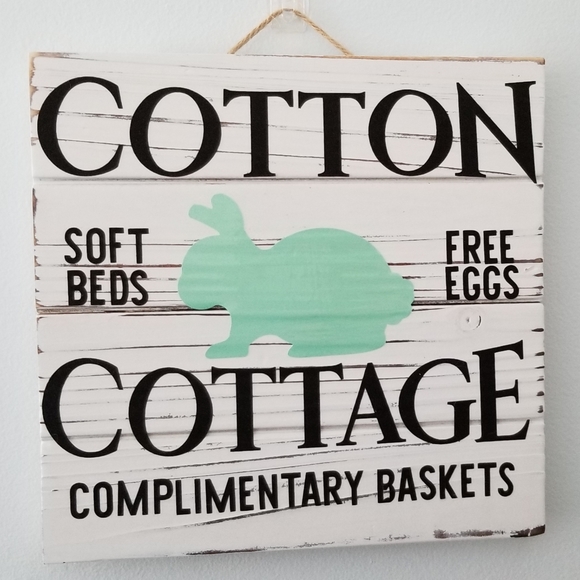 COTTON
SOFT
BEDS
FREE
EGGS
COTTAGE
COMPLIMENTARY BASKETS